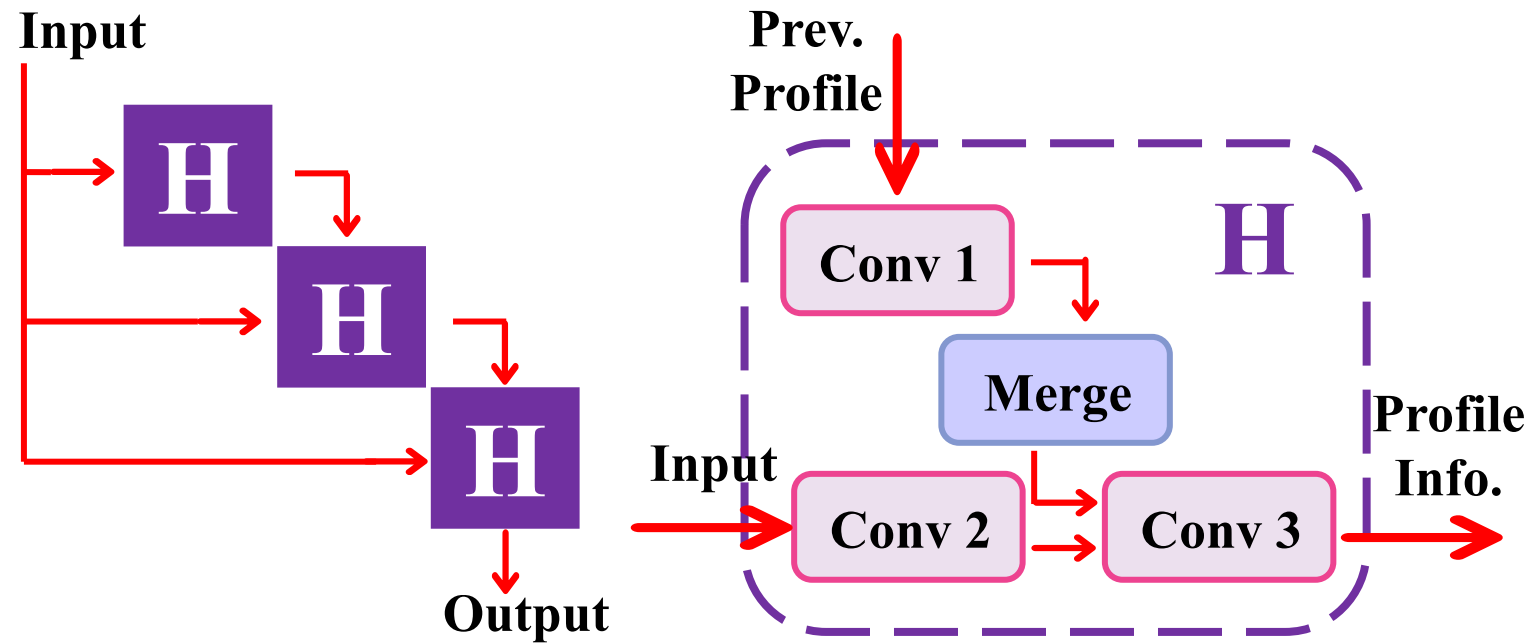 Input
H
H
H
Output
Prev.
Profile
H
Conv 1
Merge
Input
Conv 2
Conv 3
Profile
Info.